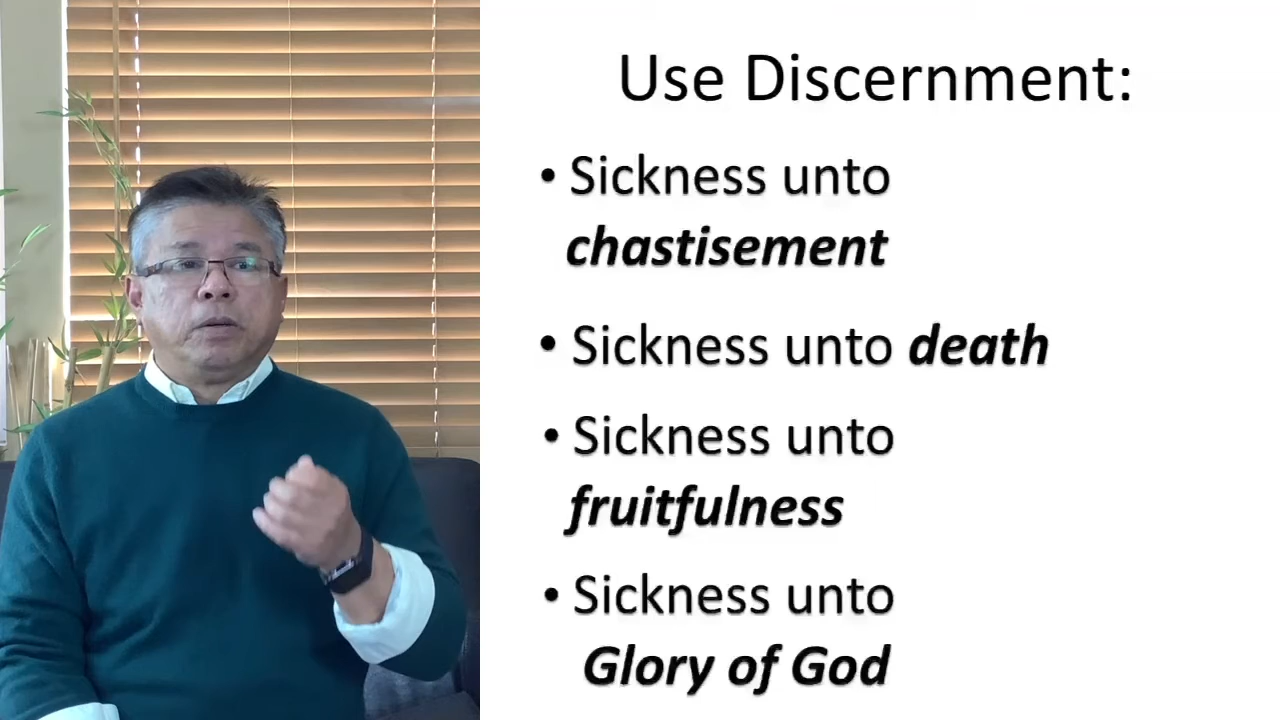 Use Discernment:
• Sickness unto
chastisement
• Sickness unto death
• Sickness unto
fruitfulness
• Sickness unto
Glory of God